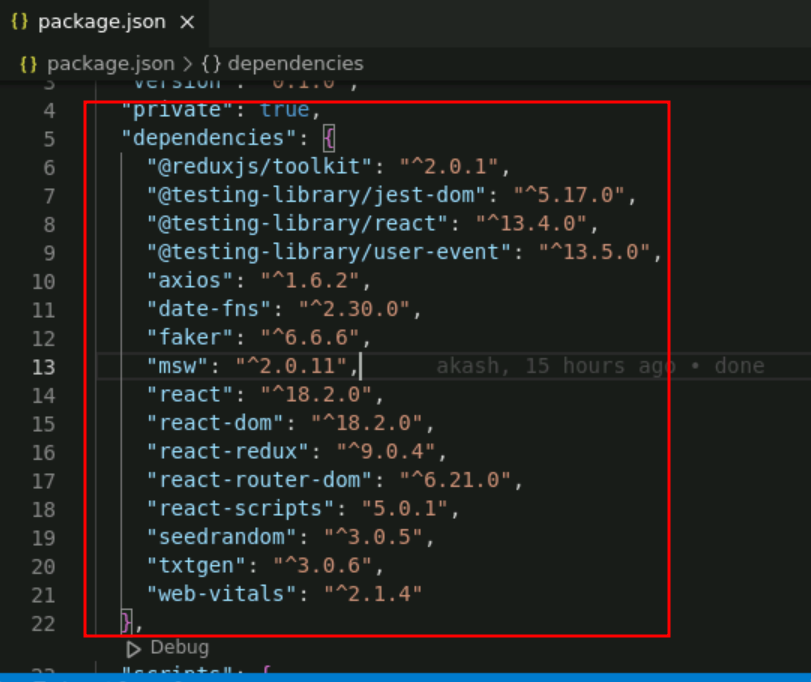 {} package.json ×
{} package.json > {} dependencies
3 "version": "0.1.0",
4 "private": true,
5 "dependencies": {
6 "@reduxjs/toolkit": "^2.0.1",
7 "@testing-library/jest-dom": "^5.17.0",
8 "@testing-library/react": "^13.4.0",
9 "@testing-library/user-event": "^13.5.0",
10 "axios": "^1.6.2",
11 "date-fns": "^2.30.0",
12 "faker": "^6.6.6",
13 "msw": "^2.0.11", akash, 15 hours ago • done
14 "react": "^18.2.0",
15 "react-dom": "^18.2.0",
16 "react-redux": "^9.0.4",
17 "react-router-dom": "^6.21.0",
18 "react-scripts": "5.0.1",
19 "seedrandom": "^3.0.5",
20 "txtgen": "^3.0.6",
21 "web-vitals": "^2.1.4"
22 },
Debug
23 "scripts": {